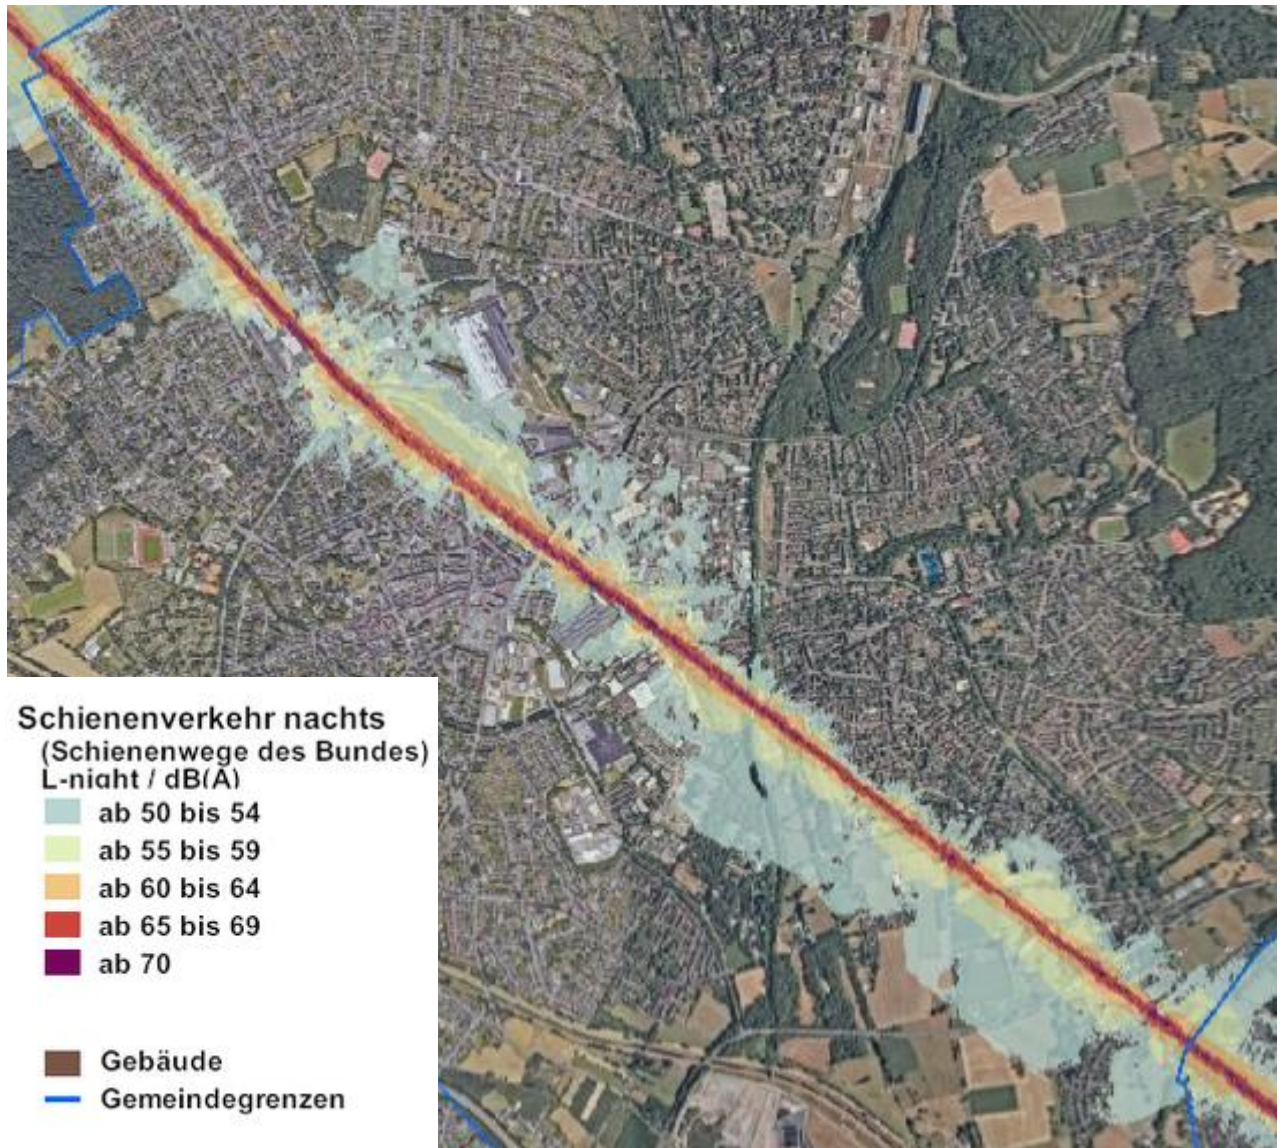 Schienenverkehr nachts
(Schienenwege des Bundes)
L-night / dB(A)
ab 50 bis 54
ab 55 bis 59
ab 60 bis 64
ab 65 bis 69
ab 70
Gebäude
Gemeindegrenzen